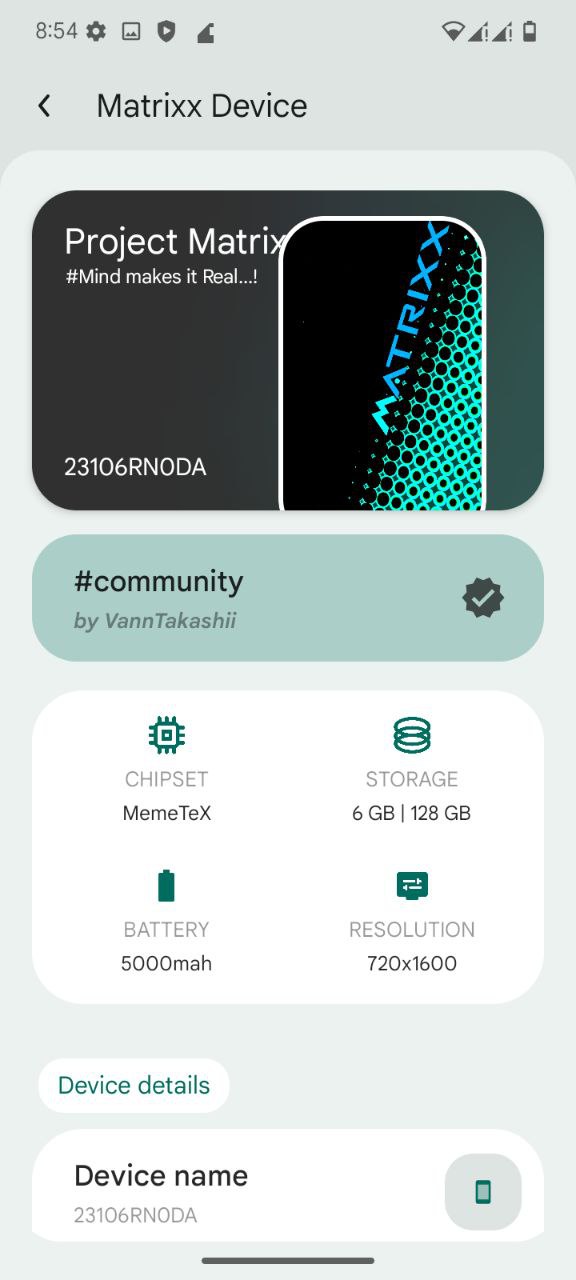 8:54
Matrixx Device
Project Matrix
#Mind makes it Real...!
MATRIXX
23106RN0DA
#community
by VannTakashii
CHIPSET
STORAGE
MemeTeX
6 GB | 128 GB
BATTERY
RESOLUTION
5000mah
720x1600
Device details
Device name
23106RN0DA